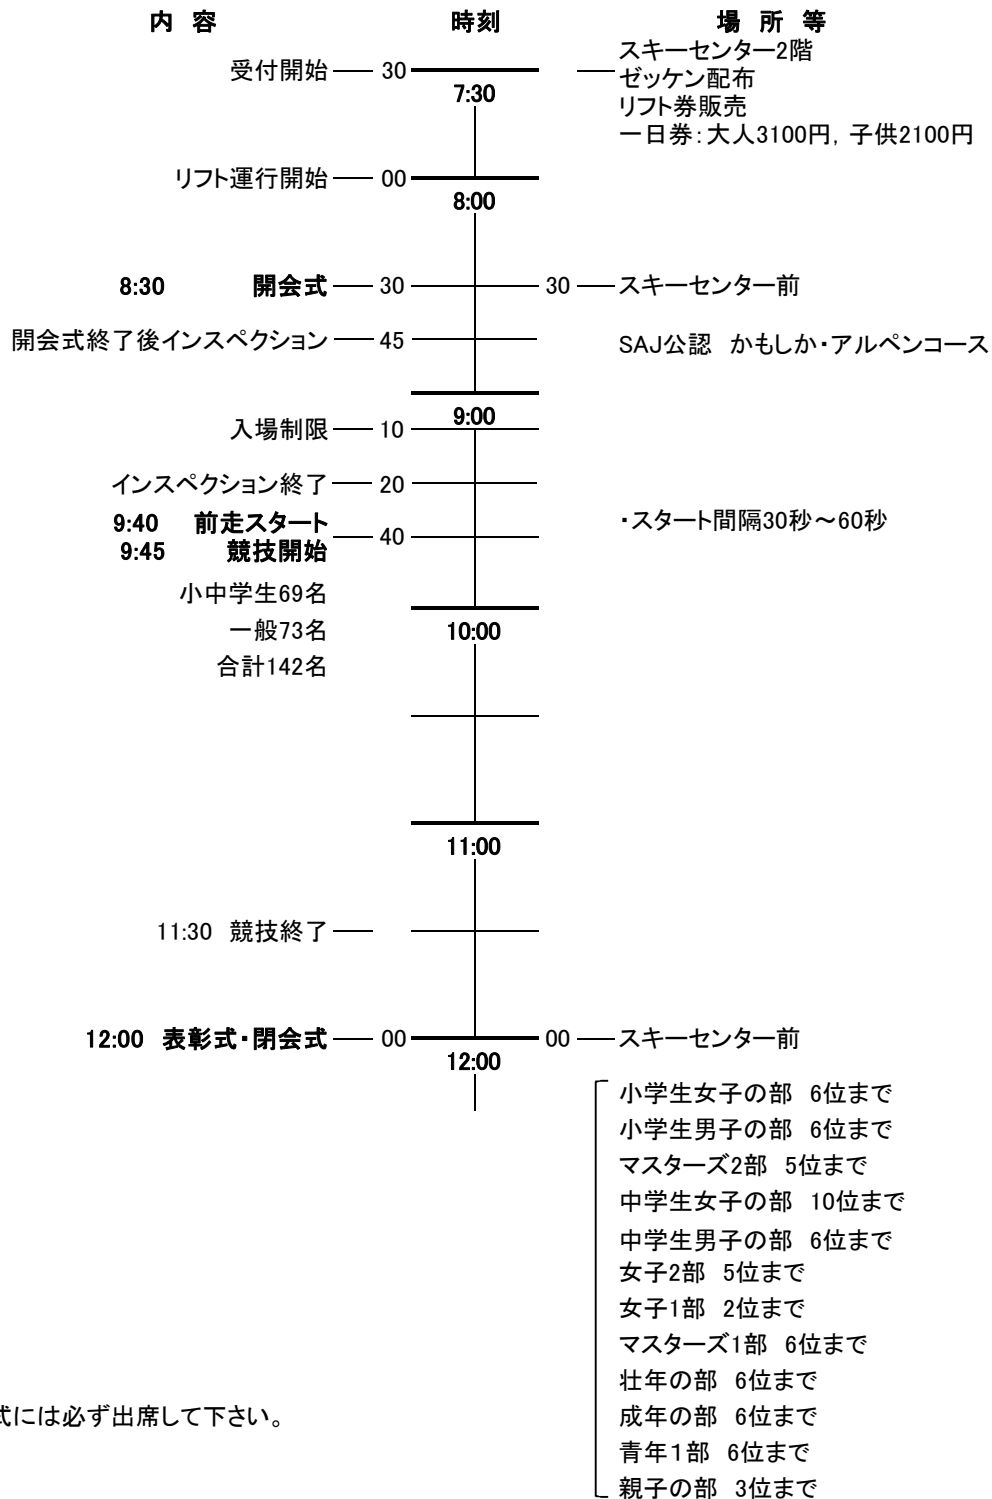 内 容 時刻 場 所 等
スキーセンター2階
受付開始 30 ゼッケン配布
7:30
リフト券販売
一日券：大人3100円，子供2100円
リフト運行開始 00
8:00
8:30 開会式 30 30 スキーセンター前
開会式終了後インスペクション 45 SAJ公認 かもしか・アルペンコース
9:00
入場制限 10
インスペクション終了 20
9:40 前走スタート ・スタート間隔30秒～60秒
40
9:45 競技開始
小中学生69名
一般73名 10:00
合計142名
11:00
11:30 競技終了
12:00 表彰式・閉会式 00 00 スキーセンター前
12:00
小学生女子の部 6位まで
小学生男子の部 6位まで
マスターズ2部 5位まで
中学生女子の部 10位まで
中学生男子の部 6位まで
女子2部 5位まで
女子1部 2位まで
マスターズ1部 6位まで
壮年の部 6位まで
式には必ず出席して下さい。 成年の部 6位まで
青年１部 6位まで
親子の部 3位まで